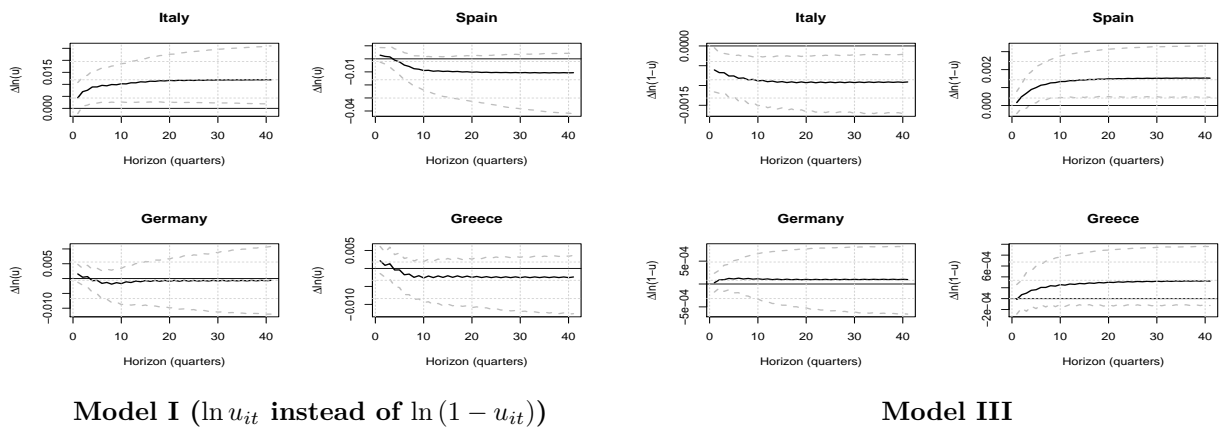 Italy
Δln(u)
0.015
0.000
0 10 20 30 40
Horizon (quarters)
Spain
Δln(u)
−0.01
−0.04
0 10 20 30 40
Horizon (quarters)
Germany
Δln(u)
0.005
−0.010
0 10 20 30 40
Horizon (quarters)
Greece
Δln(u)
0.005
−0.010
0 10 20 30 40
Horizon (quarters)
Model I (ln u_{it} instead of ln (1 − u_{it}))
Italy
Δln(1−u)
0.0000
−0.0015
0 10 20 30 40
Horizon (quarters)
Spain
Δln(1−u)
0.002
0.000
0 10 20 30 40
Horizon (quarters)
Germany
Δln(1−u)
5e−04
−5e−04
0 10 20 30 40
Horizon (quarters)
Greece
Δln(1−u)
6e−04
−2e−04
0 10 20 30 40
Horizon (quarters)
Model III